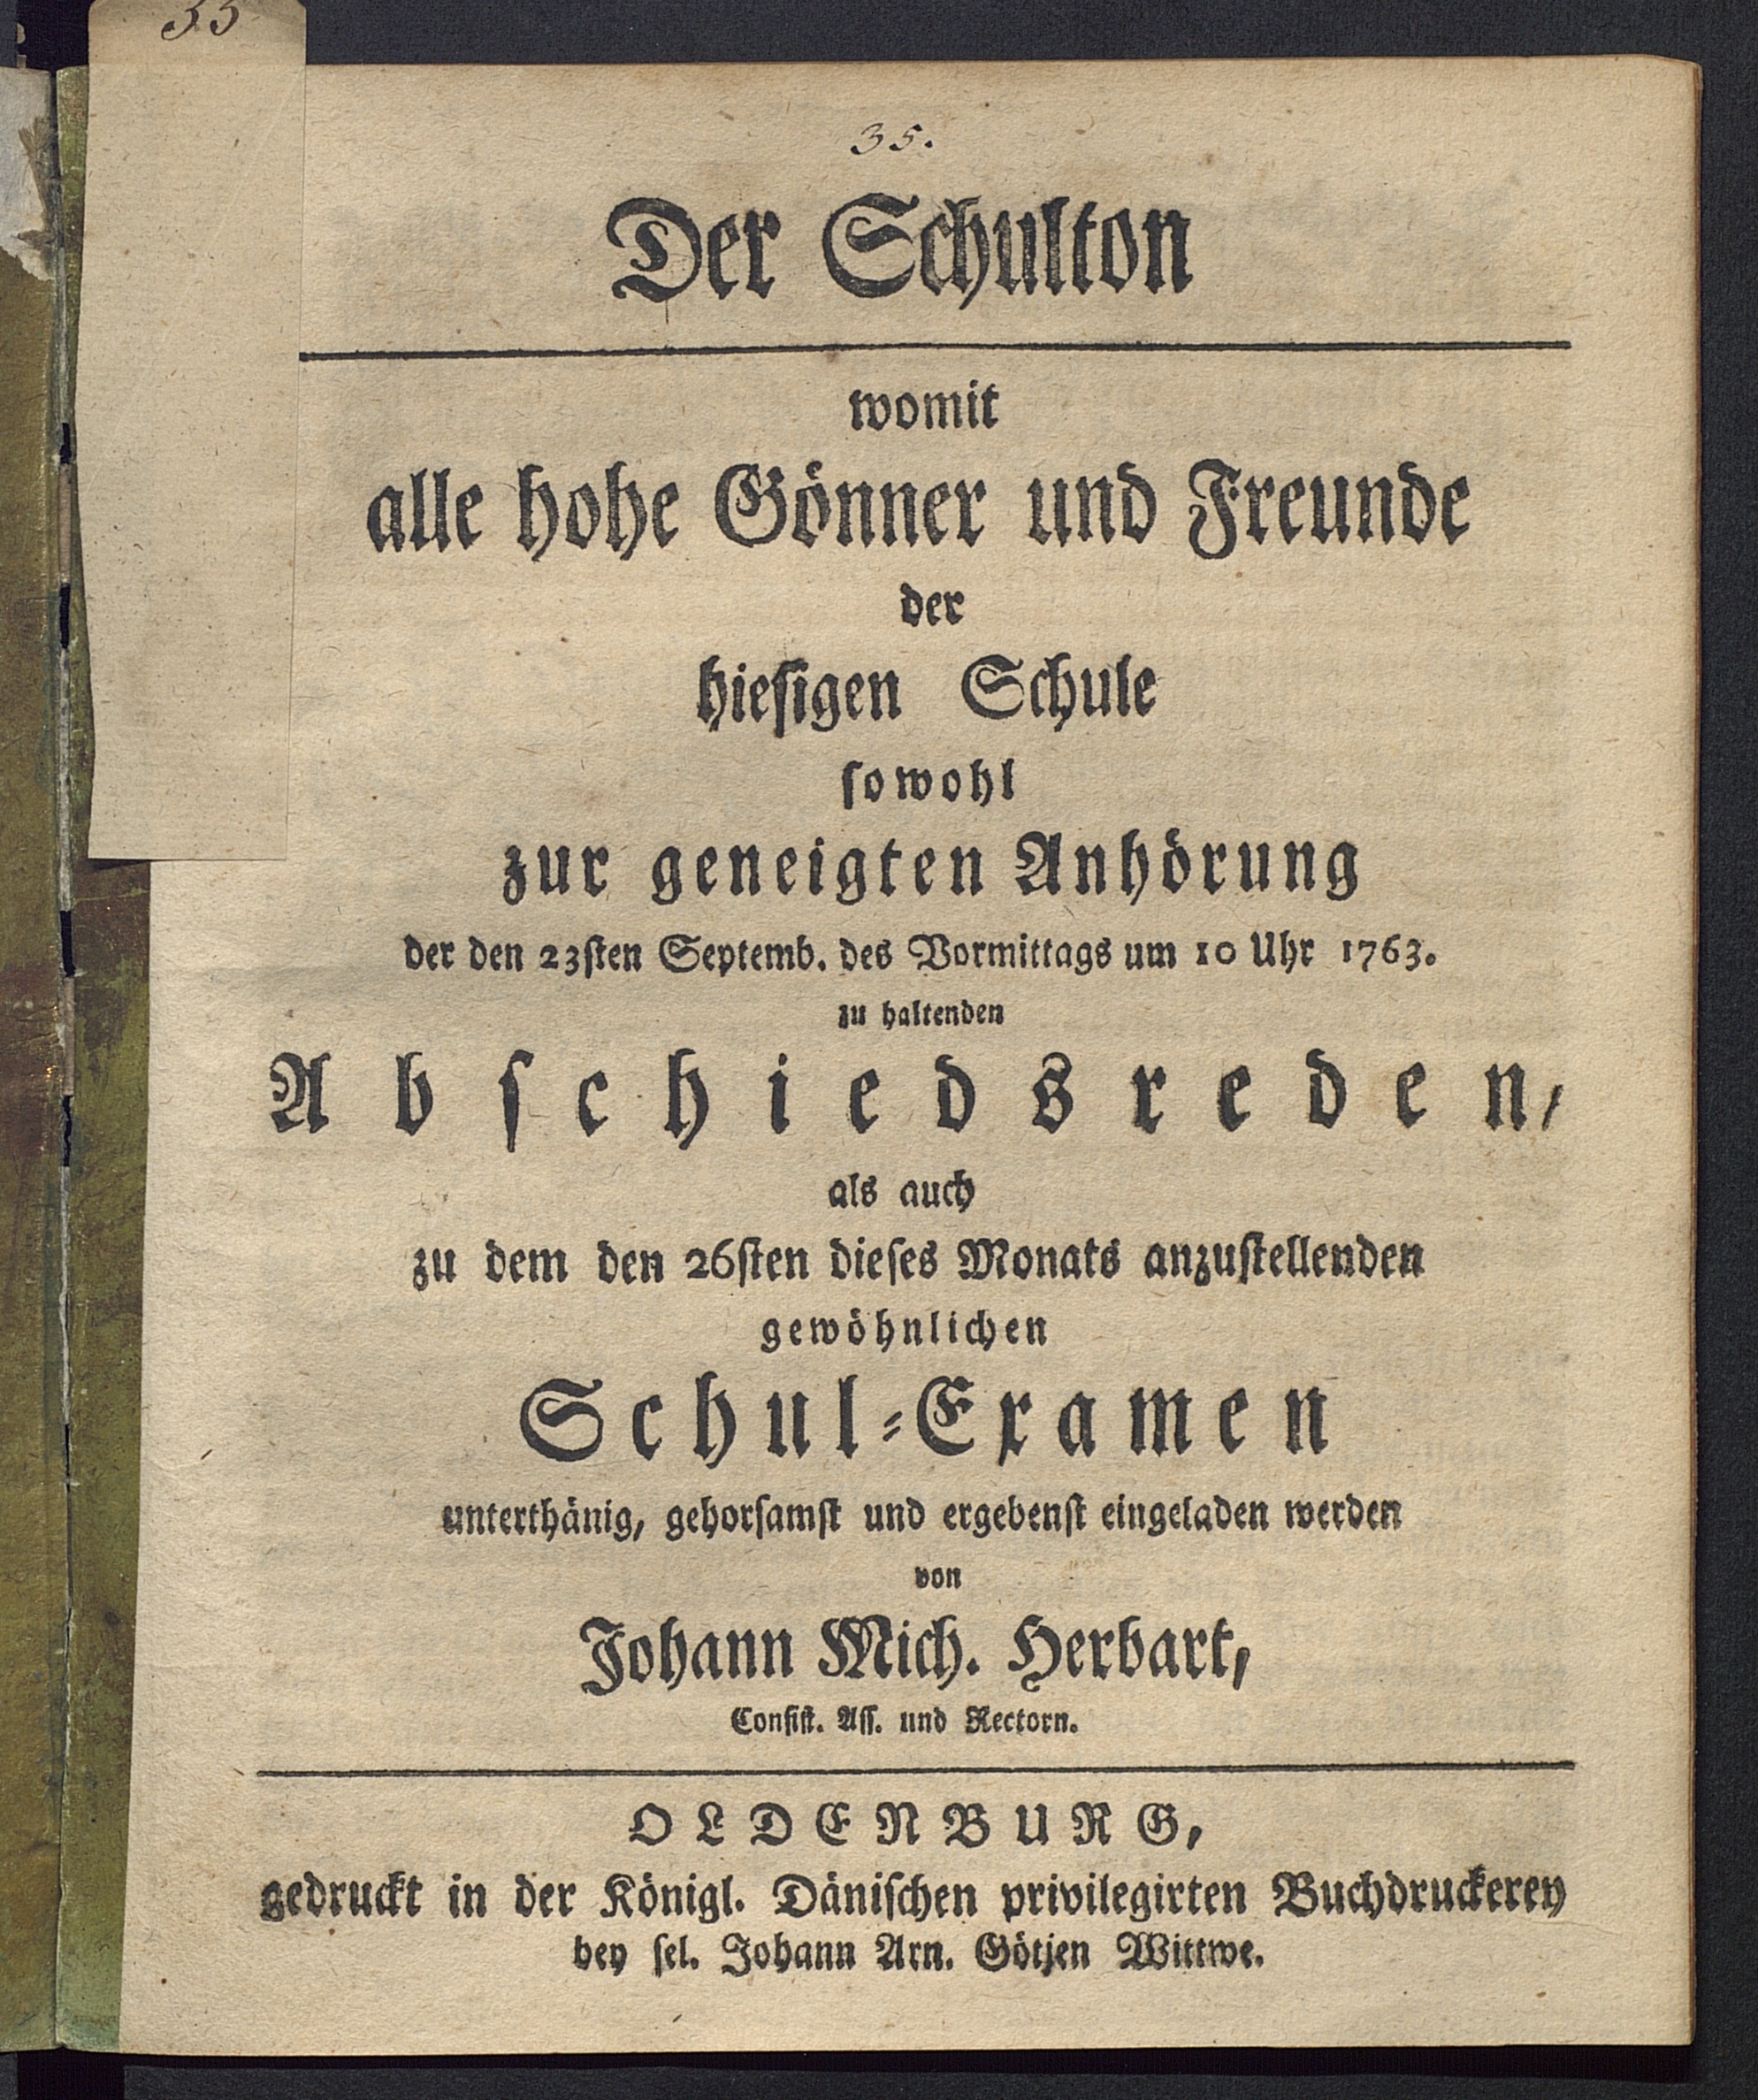 35
35.
Der Schulton
womit
alle hohe Gönner und Freunde
der
hieſigen Schule
ſowohl
zur geneigten Anhörung
der den 23ſten Septemb. des Vormittags um 10 Uhr 1763.
zu haltenden
Abſchiedsreden,
als auch
zu dem den 26ſten dieſes Monats anzuſtellenden
gewöhnlichen
Schul-Examen
unterthänig, gehorſamſt und ergebenſt eingeladen werden
von
Johann Mich. Herbart,
Conſiſt. Aſſ. und Rectorn.
OLDENBURG,
gedruckt in der Königl. Däniſchen privilegirten Buchdruckerey
bey ſel. Johann Arn. Götjen Wittwe.